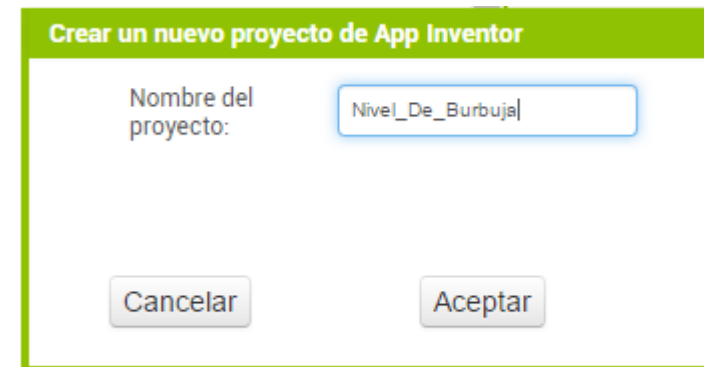 Crear un nuevo proyecto de App Inventor
Nombre del
proyecto:
Nivel_De_Burbuja
Cancelar
Aceptar